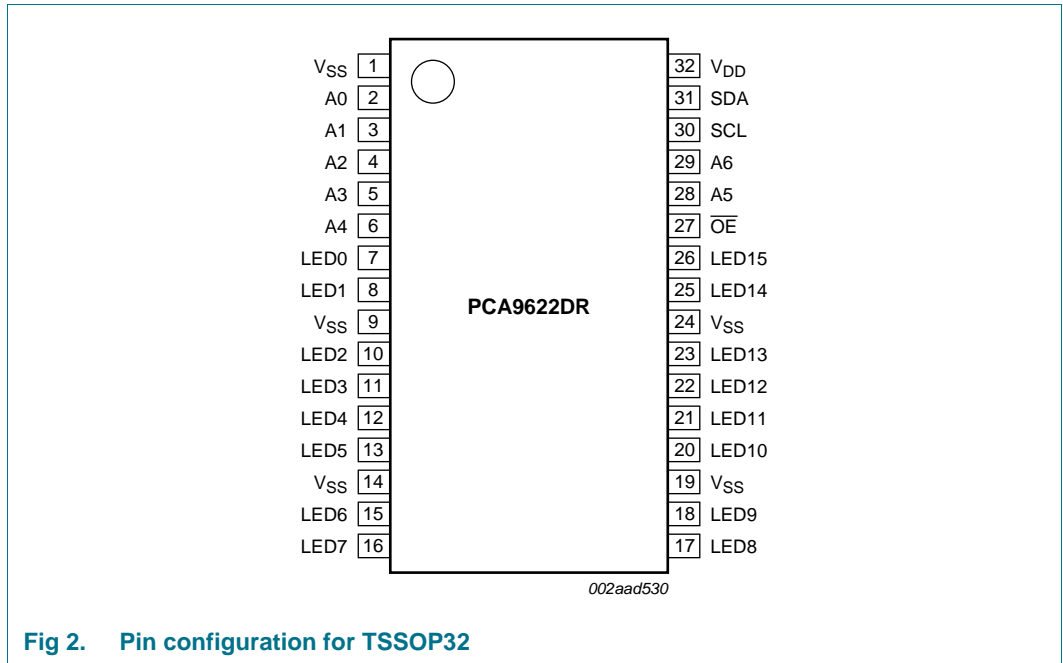 VSS 1 32 VDD
A0 2 31 SDA
A1 3 30 SCL
A2 4 29 A6
A3 5 28 A5
A4 6 27 O̅E̅
LED0 7 26 LED15
LED1 8 25 LED14
PCA9622DR
VSS 9 24 VSS
LED2 10 23 LED13
LED3 11 22 LED12
LED4 12 21 LED11
LED5 13 20 LED10
VSS 14 19 VSS
LED6 15 18 LED9
LED7 16 17 LED8
002aad530
Fig 2. Pin configuration for TSSOP32